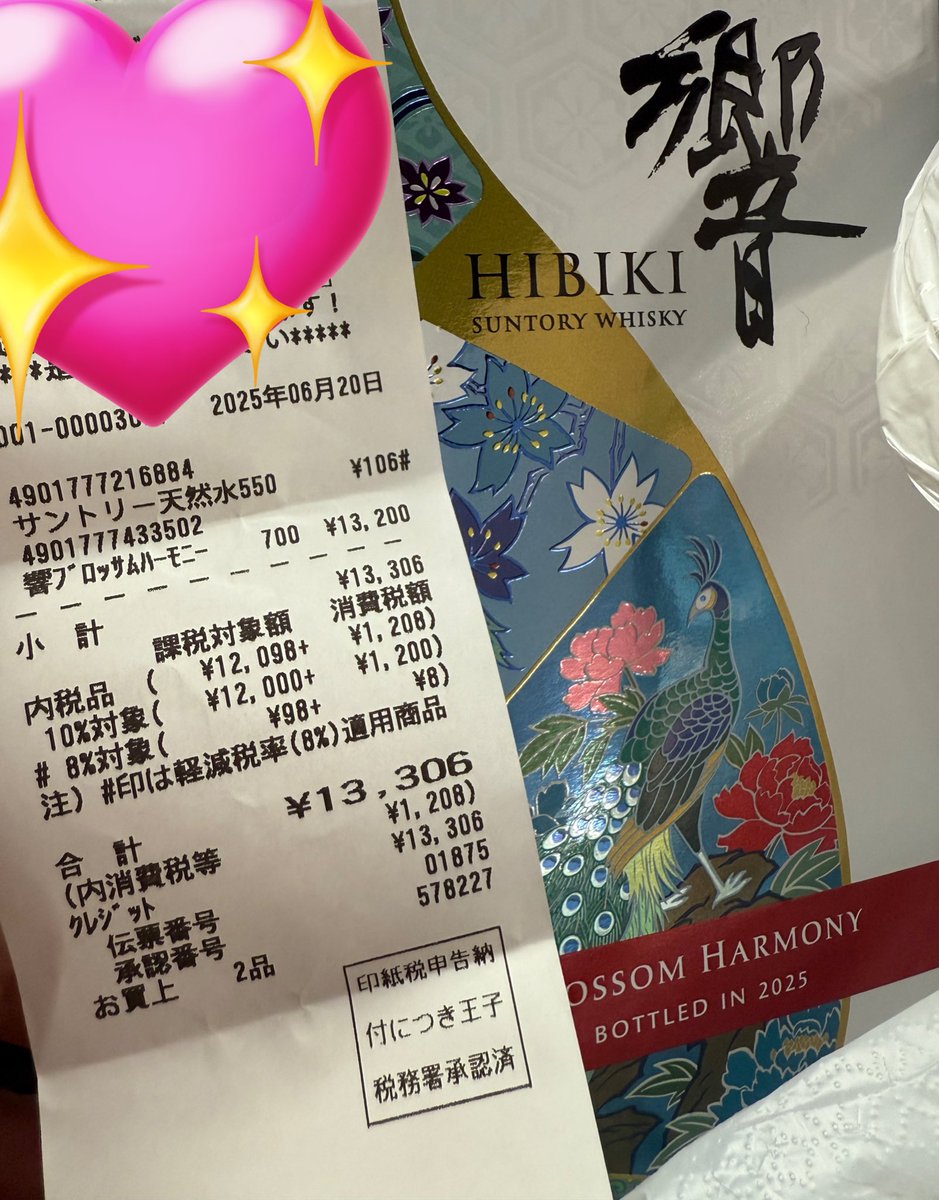 す！
い*****
2025年06月20日
001-00003
4901777216884
サントリー天然水550 ¥106#
4901777433502
響ﾌﾞﾛｯｻﾑﾊｰﾓﾆｰ 700 ¥13,200
小 計 ¥13,306
課税対象額 消費税額
内税品 ( ¥12,098+ ¥1,208)
10%対象( ¥12,000+ ¥1,200)
# 8%対象( ¥98+ ¥8)
注) #印は軽減税率(8%)適用商品
合 計 ¥13,306
(内消費税等 ¥1,208)
ｸﾚｼﾞｯﾄ ¥13,306
伝票番号 01875
承認番号 578227
お買上 2品
印紙税申告納
付につき王子
税務署承認済
響
HIBIKI
SUNTORY WHISKY
OSSOM HARMONY
BOTTLED IN 2025